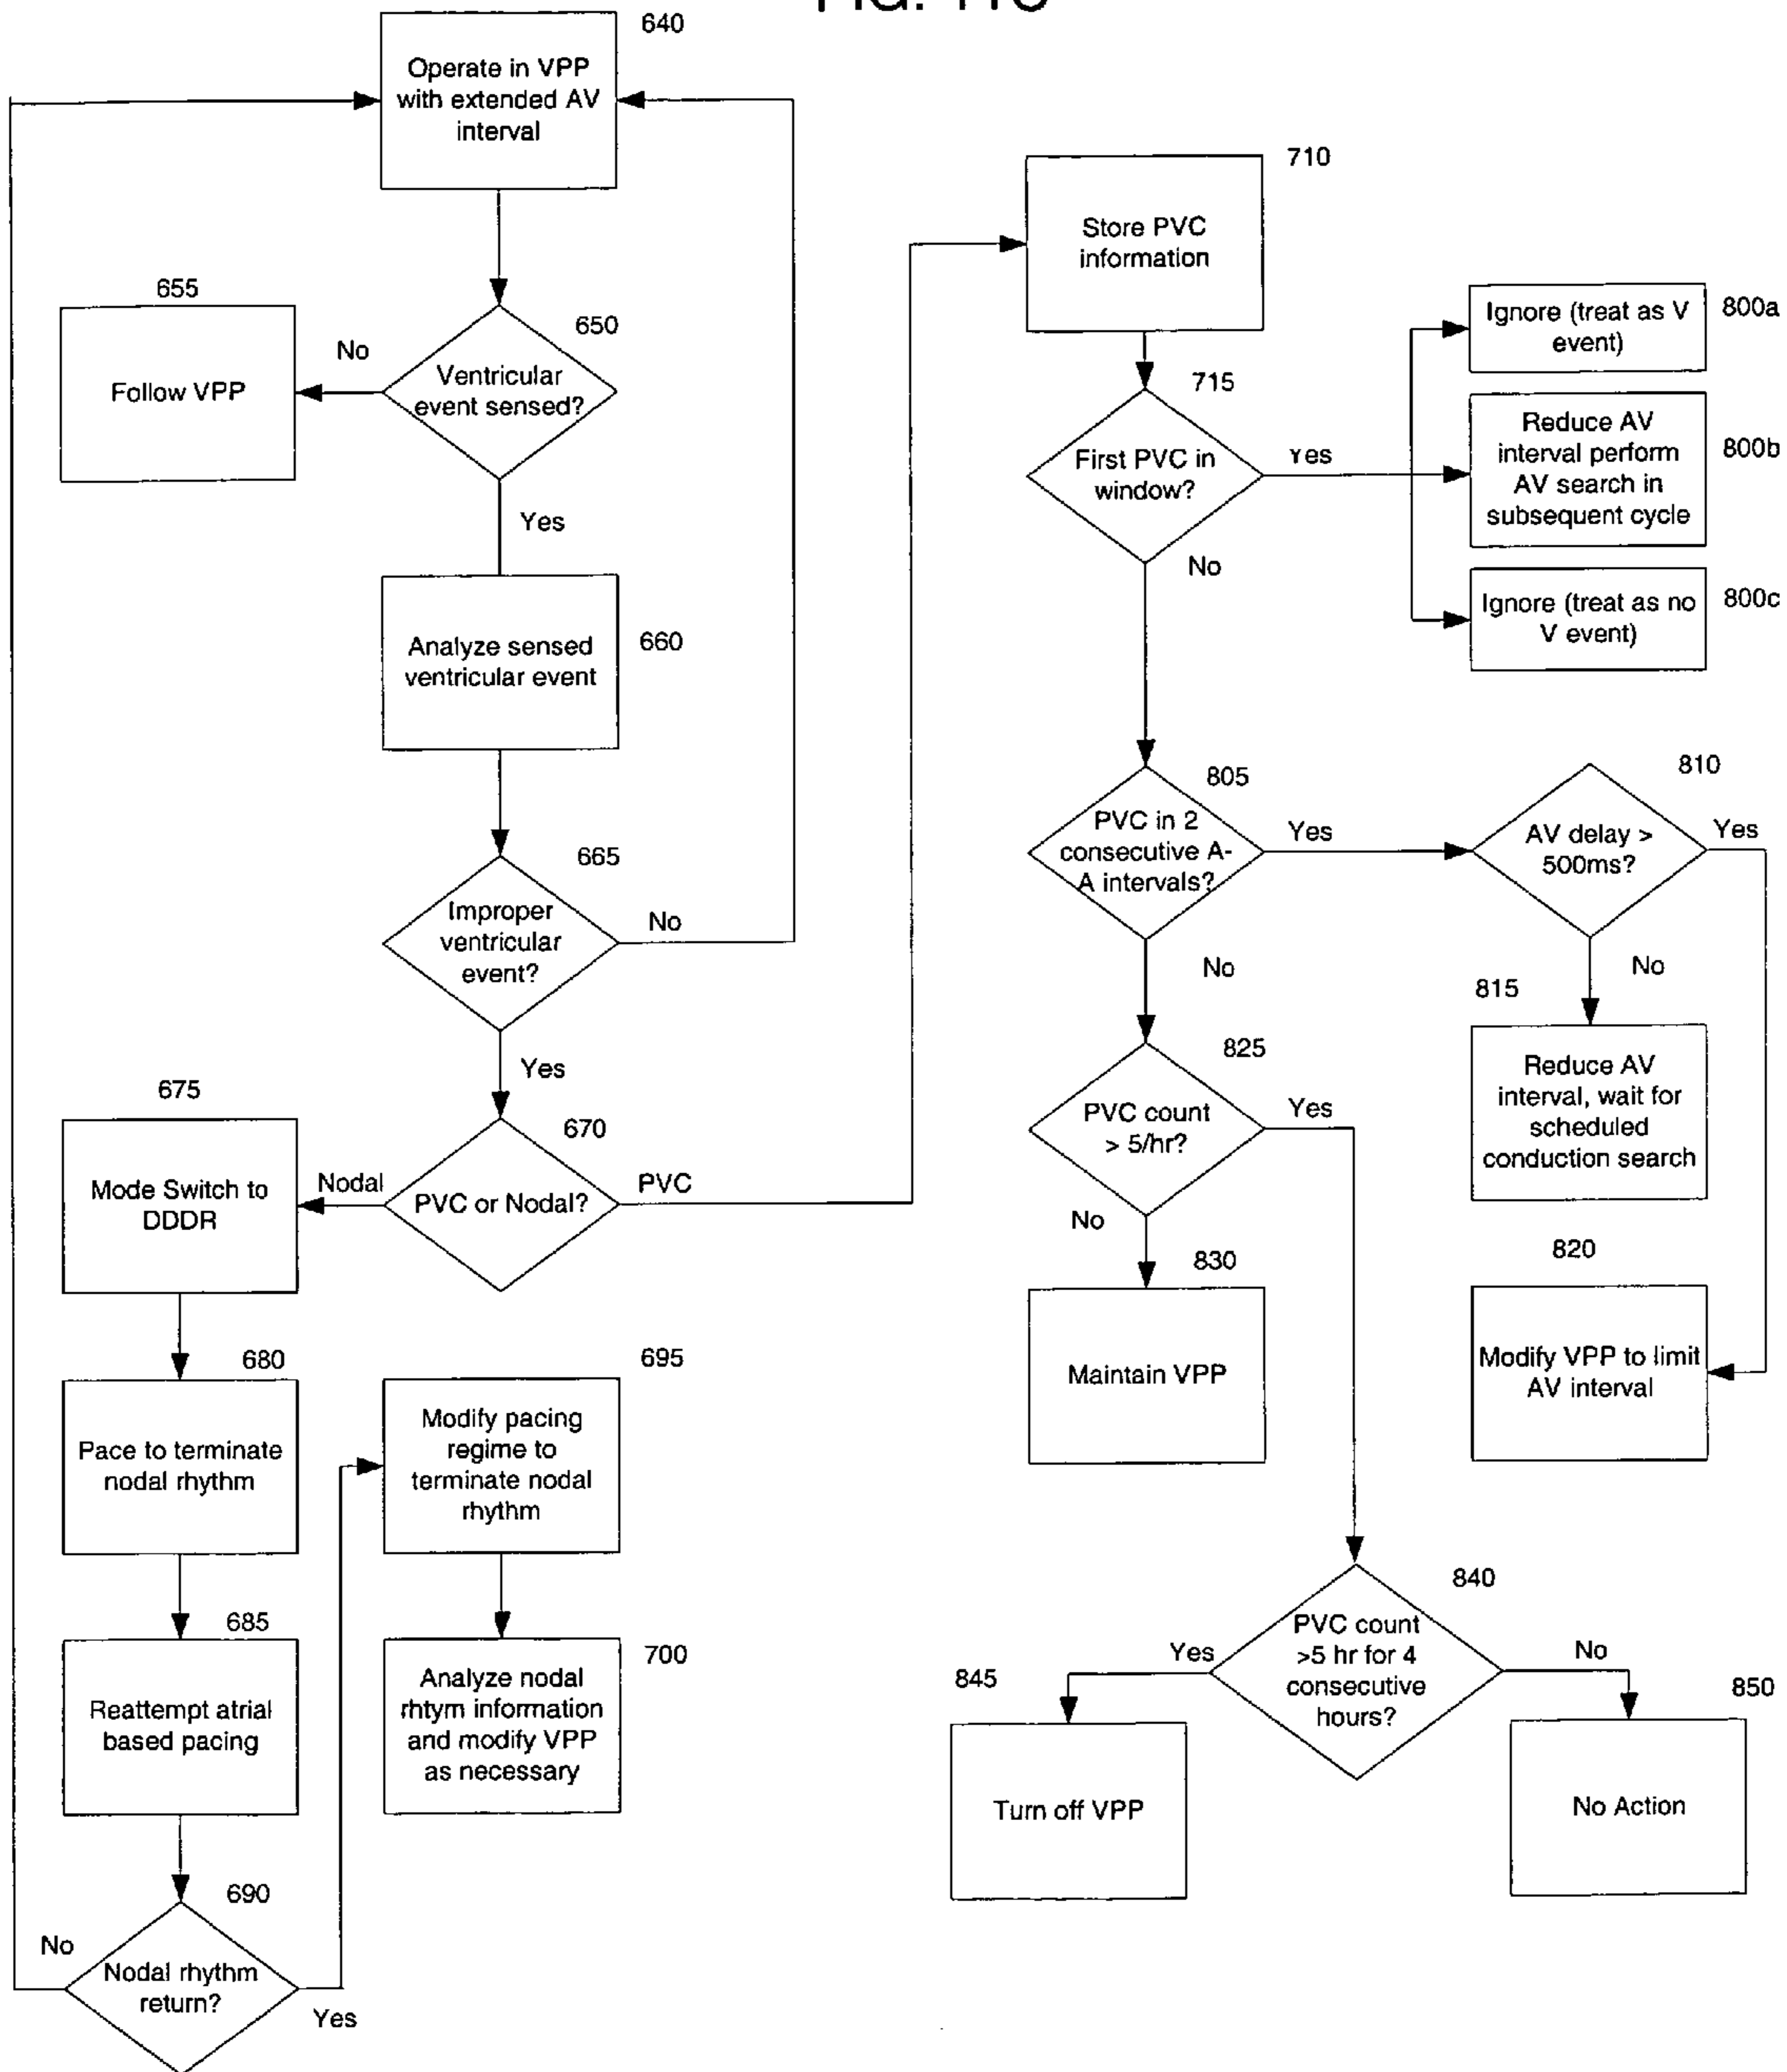 640
Operate in VPP
with extended AV
interval
655
Follow VPP
No
650
Ventricular
event sensed?
Yes
Analyze sensed
ventricular event
660
665
Improper
ventricular
event?
No
Yes
670
PVC or Nodal?
Nodal
PVC
675
Mode Switch to
DDDR
680
Pace to terminate
nodal rhythm
685
Reattempt atrial
based pacing
690
Nodal rhythm
return?
No
Yes
695
Modify pacing
regime to
terminate nodal
rhythm
700
Analyze nodal
rhtym information
and modify VPP
as necessary
710
Store PVC
information
715
First PVC in
window?
Yes
No
Ignore (treat as V
event)
800a
Reduce AV
interval perform
AV search in
subsequent cycle
800b
Ignore (treat as no
V event)
800c
805
PVC in 2
consecutive A-
A intervals?
Yes
No
810
AV delay >
500ms?
Yes
No
815
Reduce AV
interval, wait for
scheduled
conduction search
820
Modify VPP to limit
AV interval
825
PVC count
> 5/hr?
Yes
No
830
Maintain VPP
840
PVC count
>5 hr for 4
consecutive
hours?
Yes
No
845
Turn off VPP
850
No Action